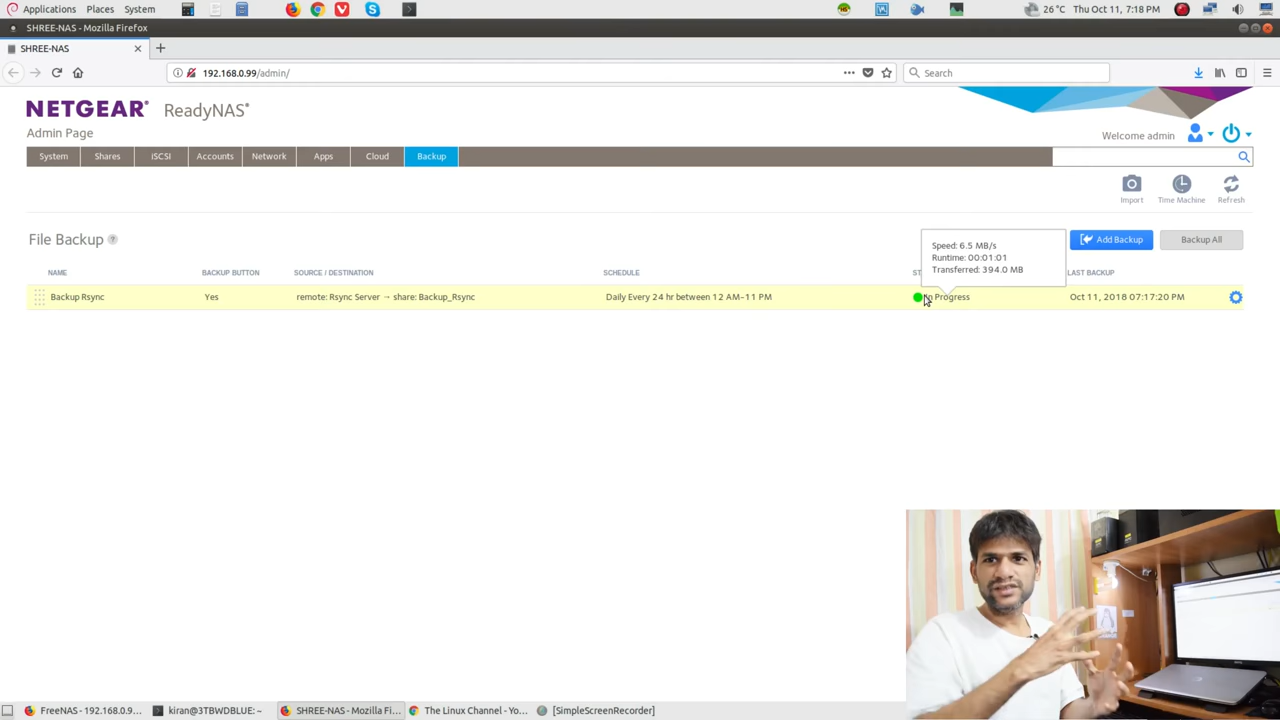 Applications Places System
26 °C Thu Oct 11, 7:18 PM
SHREE-NAS - Mozilla Firefox
SHREE-NAS
192.168.0.99/admin/
Search
NETGEAR® ReadyNAS®
Admin Page
Welcome admin
System Shares iSCSI Accounts Network Apps Cloud Backup
Import Time Machine Refresh
File Backup ?
Add Backup Backup All
Speed: 6.5 MB/s
Runtime: 00:01:01
Transferred: 394.0 MB
NAME BACKUP BUTTON SOURCE / DESTINATION SCHEDULE ST LAST BACKUP
Backup Rsync Yes remote: Rsync Server → share: Backup_Rsync Daily Every 24 hr between 12 AM-11 PM In Progress Oct 11, 2018 07:17:20 PM
FreeNAS - 192.168.0.9... kiran@3TBWDBLUE: ~ SHREE-NAS - Mozilla Fi... The Linux Channel - Yo... [SimpleScreenRecorder]